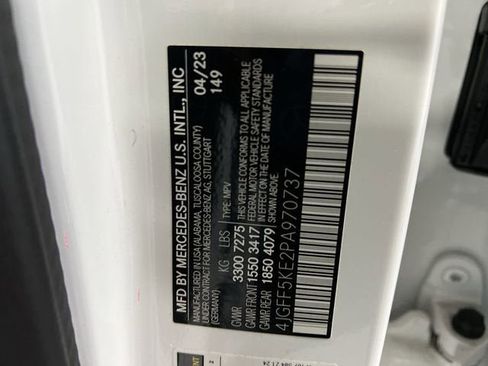 MFD BY MERCEDES-BENZ U.S. INTL., INC
MANUFACTURED IN USA (ALABAMA, TUSCALOOSA COUNTY)
UNDER CONTRACT FOR MERCEDES-BENZ AG, STUTTGART
(GERMANY)
04/23
149
KG LBS TYPE: MPV
GVWR 3300 7275
GAWR FRONT 1550 3417
GAWR REAR 1850 4079
THIS VEHICLE CONFORMS TO ALL APPLICABLE
FEDERAL MOTOR VEHICLE SAFETY STANDARDS
IN EFFECT ON THE DATE OF MANUFACTURE
4JGFF5KE2PA970737